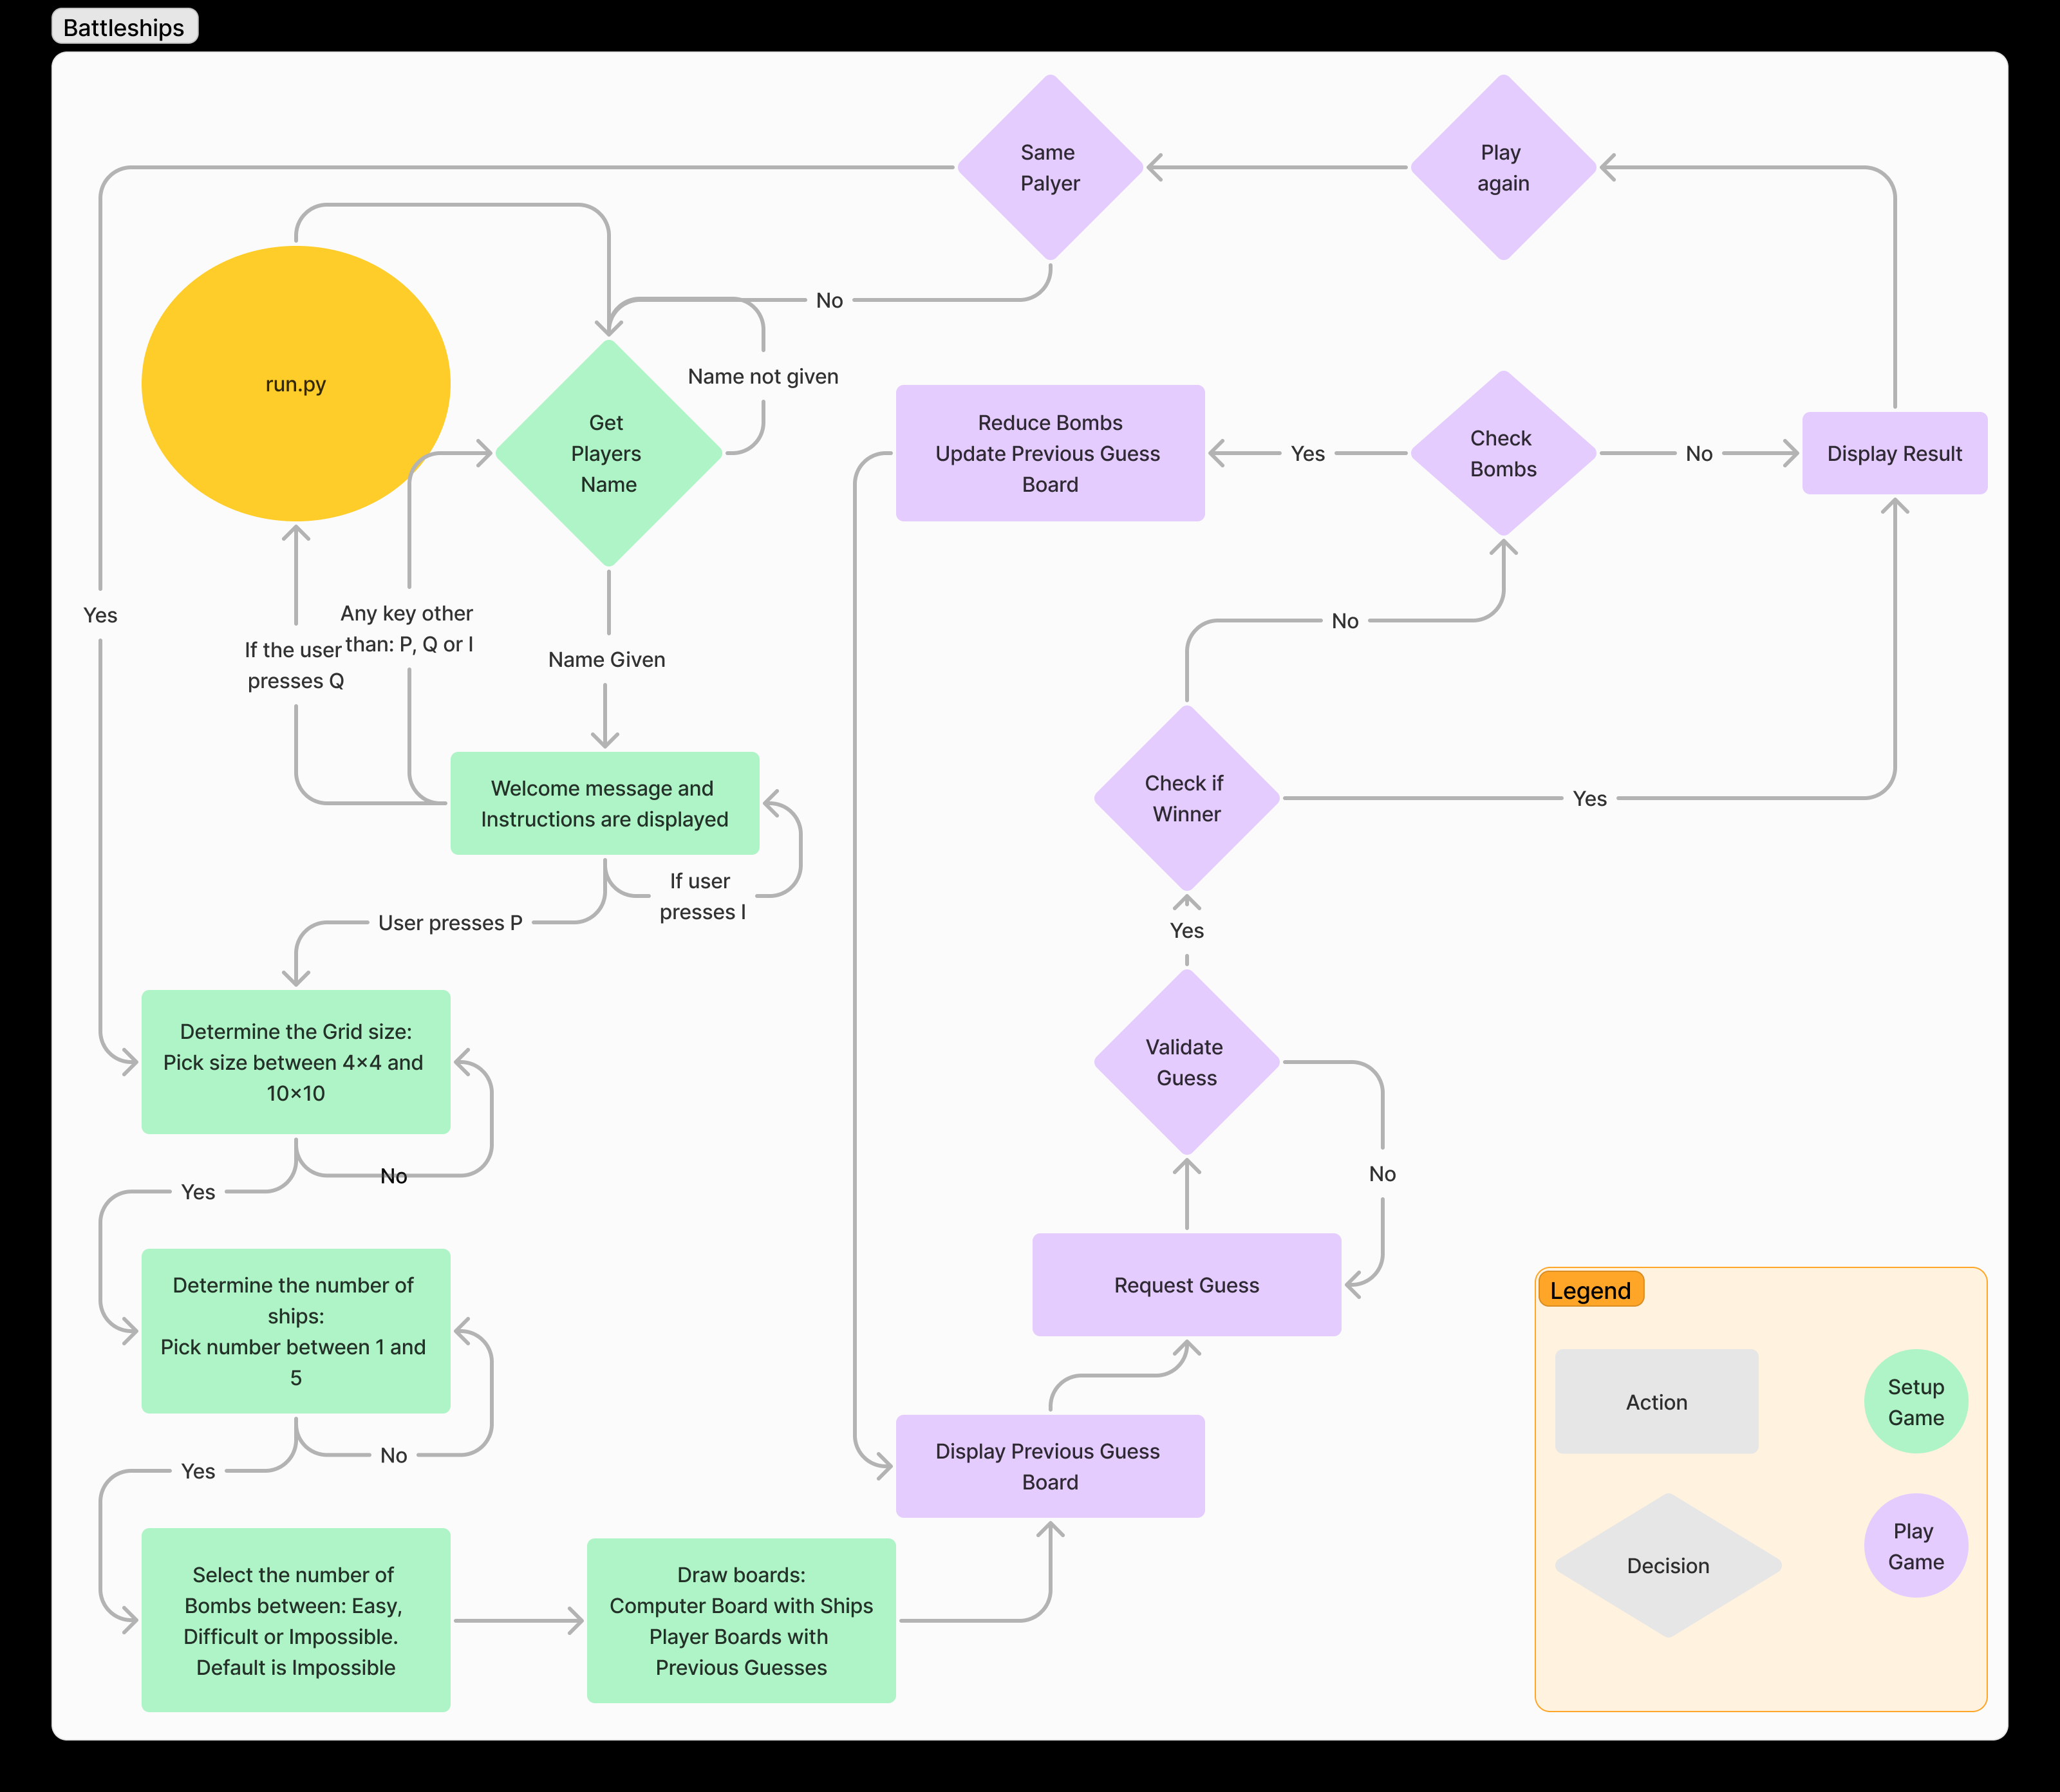 Battleships
Same
Palyer
Play
again
No
run.py
Name not given
Get
Players
Name
Reduce Bombs
Update Previous Guess
Board
Yes
Check
Bombs
No
Display Result
Yes
If the user
presses Q
Any key other
than: P, Q or I
Name Given
No
Welcome message and
Instructions are displayed
Check if
Winner
Yes
If user
presses I
User presses P
Yes
Determine the Grid size:
Pick size between 4×4 and
10×10
Validate
Guess
No
Yes
No
Determine the number of
ships:
Pick number between 1 and
5
Request Guess
No
Yes
Display Previous Guess
Board
Select the number of
Bombs between: Easy,
Difficult or Impossible.
Default is Impossible
Draw boards:
Computer Board with Ships
Player Boards with
Previous Guesses
Legend
Action
Setup
Game
Decision
Play
Game